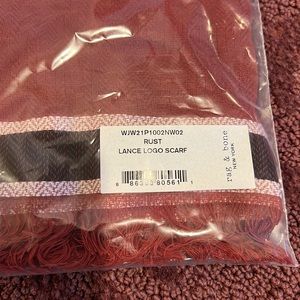 WJW21P1002NW02
RUST
LANCE LOGO SCARF
rag & bone
NEW YORK